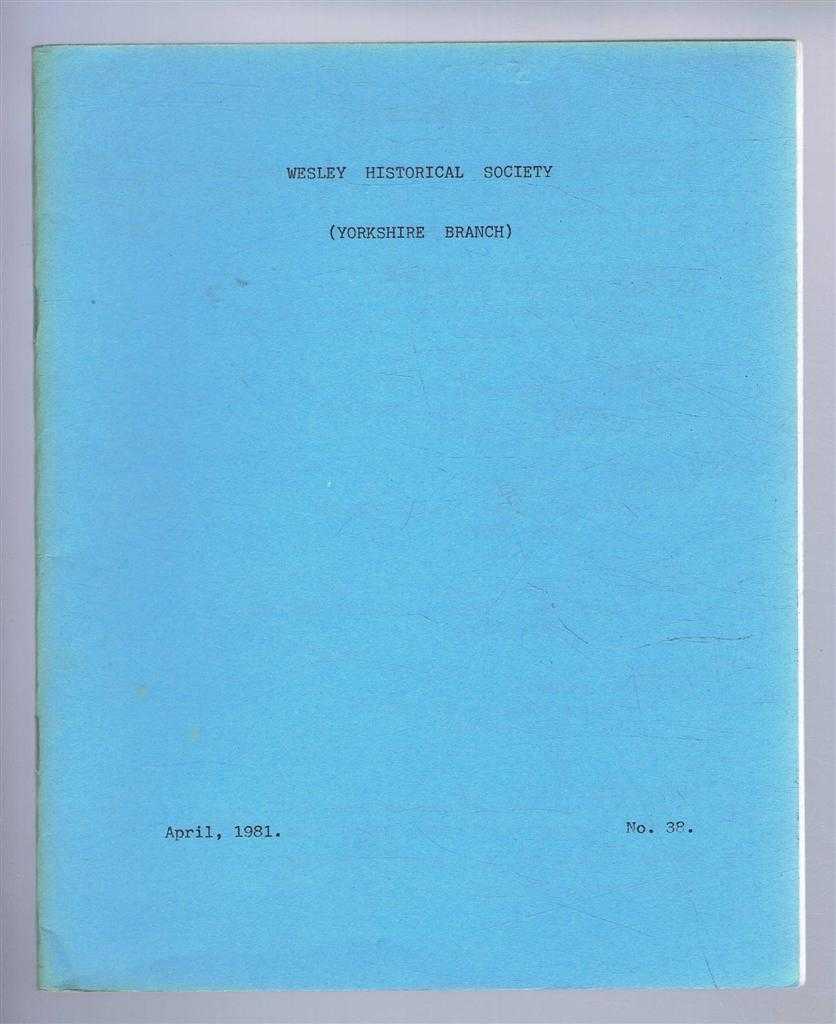 WESLEY HISTORICAL SOCIETY
(YORKSHIRE BRANCH)
April, 1981.
No. 38.